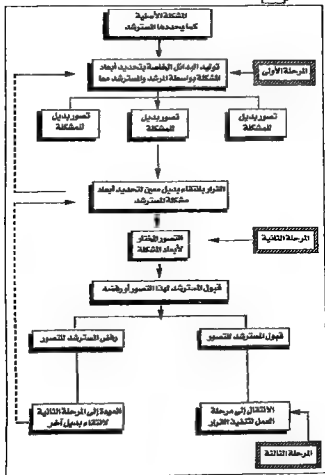 المشكلة الأصلية
كما يحددها المسترشد
توليد البدائل الخاصة بتحديد أبعاد
المشكلة بواسطة المرشد والمسترشد معا
المرحلة الأولى
تصور بديل
للمشكلة
تصور بديل
للمشكلة
تصور بديل
للمشكلة
القرار بانتقاء بديل معين لتحديد أبعاد
مشكلة المسترشد
التصور المختار
لأبعاد المشكلة
المرحلة الثانية
قبول المسترشد لهذا التصور أو رفضه
قبول المسترشد للتصور
رفض المسترشد للتصور
الانتقال إلى مرحلة
العمل لتنفيذ القرار
العودة إلى المرحلة الثانية
لانتقاء بديل آخر
المرحلة الثالثة